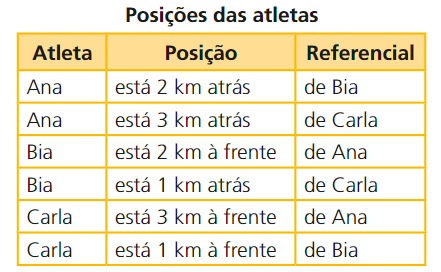 Posições das atletas
Atleta Posição Referencial
Ana está 2 km atrás de Bia
Ana está 3 km atrás de Carla
Bia está 2 km à frente de Ana
Bia está 1 km atrás de Carla
Carla está 3 km à frente de Ana
Carla está 1 km à frente de Bia